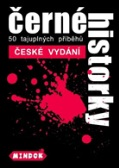 černé
50 tajuplných příběhů
ČESKÉ VYDÁNÍ
historky
MINDOK